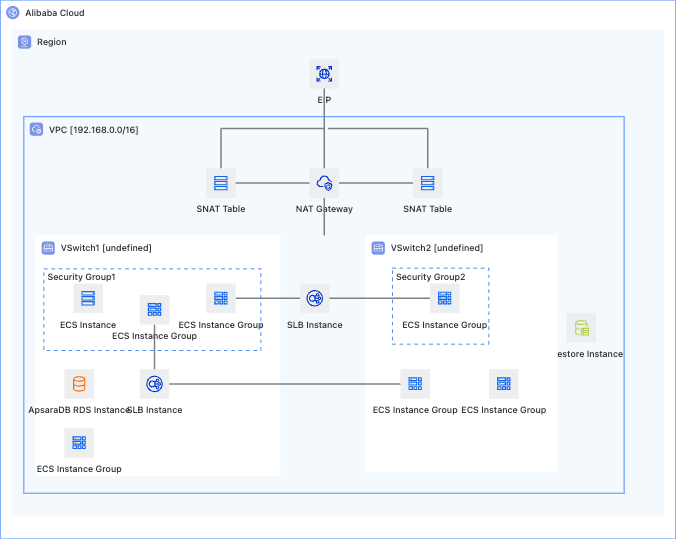 Alibaba Cloud
Region
EIP
VPC [192.168.0.0/16]
SNAT Table
NAT Gateway
SNAT Table
VSwitch1 [undefined]
VSwitch2 [undefined]
Security Group1
Security Group2
ECS Instance
ECS Instance Group
ECS Instance Group
SLB Instance
ECS Instance Group
estore Instance
ApsaraDB RDS Instance
SLB Instance
ECS Instance Group
ECS Instance Group
ECS Instance Group